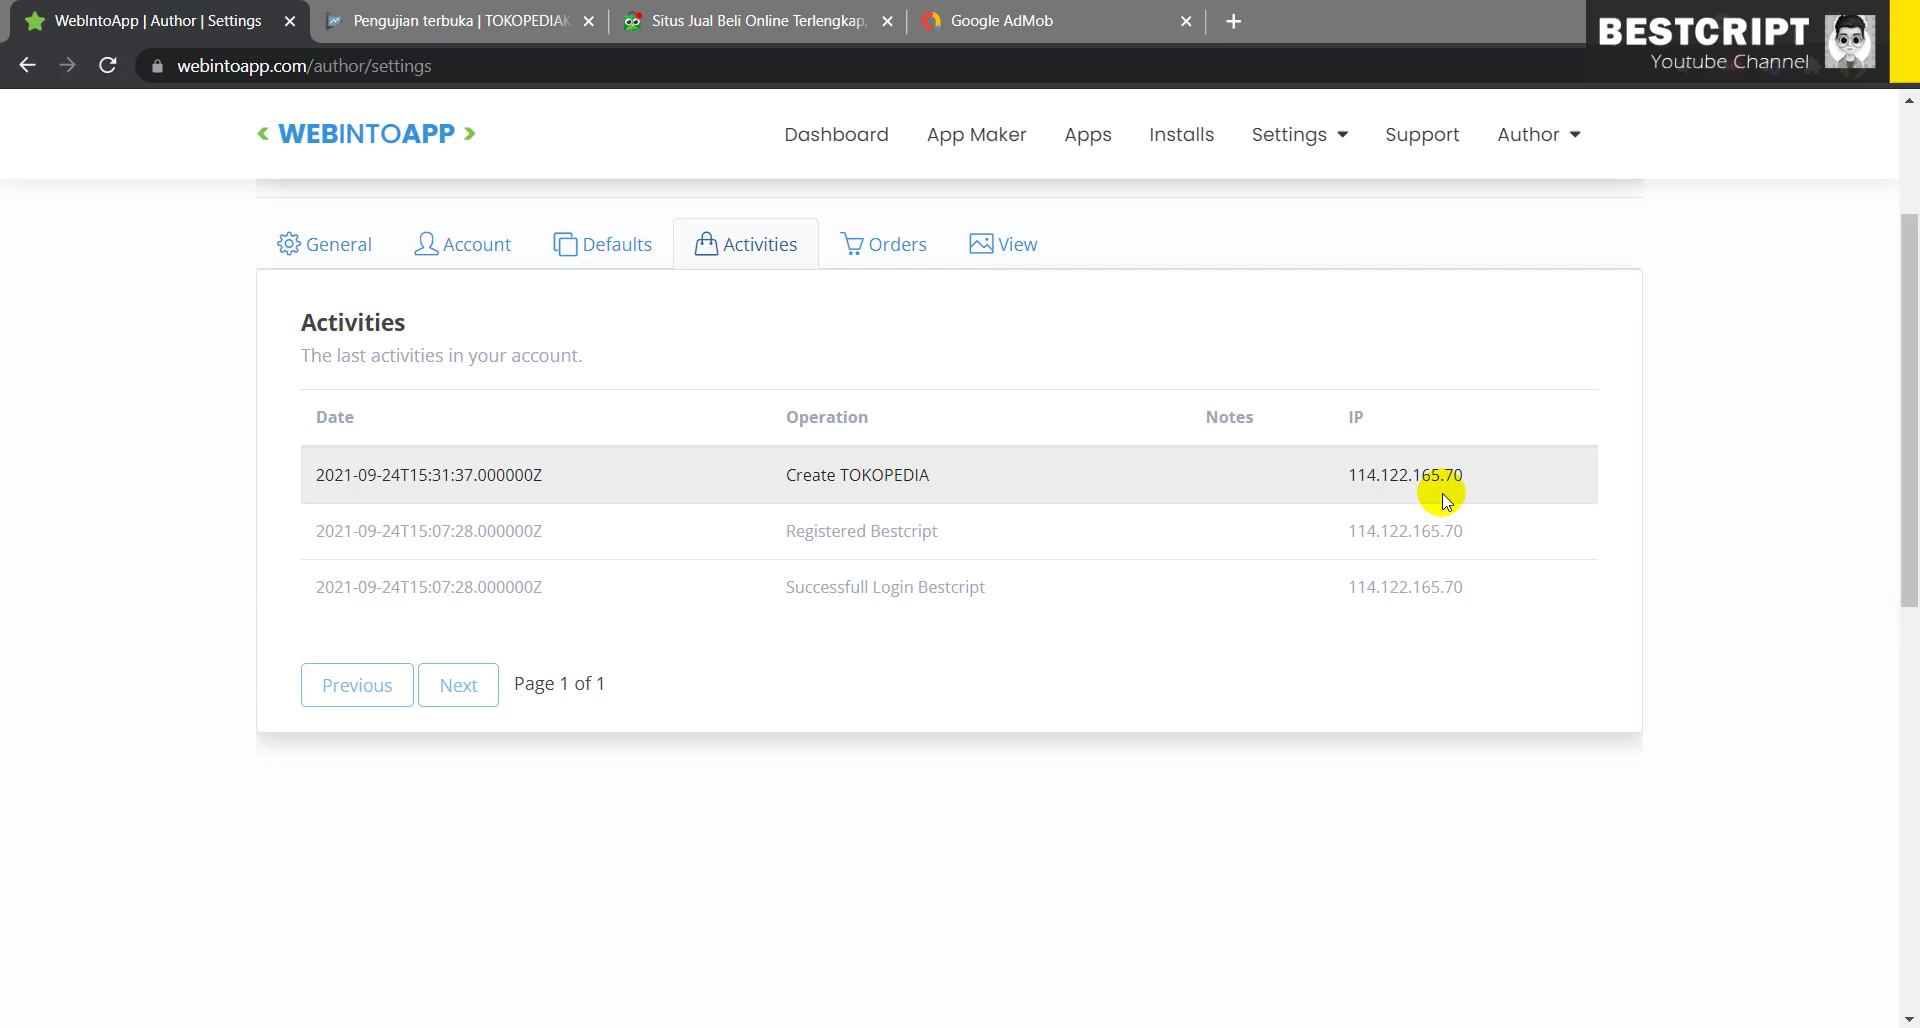 WebIntoApp | Author | Settings
Pengujian terbuka | TOKOPEDIAK
Situs Jual Beli Online Terlengkap,
Google AdMob
BESTCRIPT
Youtube Channel
webintoapp.com/author/settings
< WEBINTOAPP >
Dashboard
App Maker
Apps
Installs
Settings
Support
Author
General
Account
Defaults
Activities
Orders
View
Activities
The last activities in your account.
Date Operation Notes IP
2021-09-24T15:31:37.000000Z Create TOKOPEDIA 114.122.165.70
2021-09-24T15:07:28.000000Z Registered Bestcript 114.122.165.70
2021-09-24T15:07:28.000000Z Successfull Login Bestcript 114.122.165.70
Previous Next Page 1 of 1